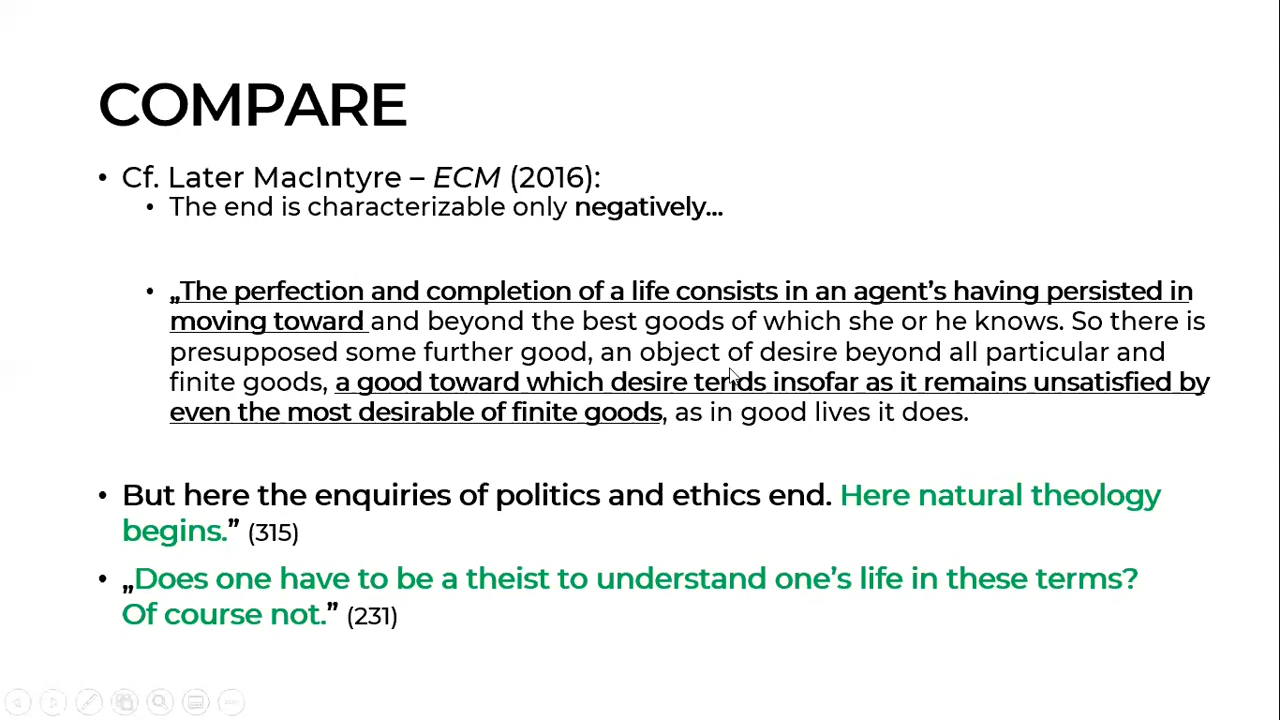 COMPARE
• Cf. Later MacIntyre – ECM (2016):
• The end is characterizable only negatively...
• „The perfection and completion of a life consists in an agent’s having persisted in
moving toward and beyond the best goods of which she or he knows. So there is
presupposed some further good, an object of desire beyond all particular and
finite goods, a good toward which desire tends insofar as it remains unsatisfied by
even the most desirable of finite goods, as in good lives it does.
• But here the enquiries of politics and ethics end. Here natural theology
begins.” (315)
• „Does one have to be a theist to understand one’s life in these terms?
Of course not.” (231)